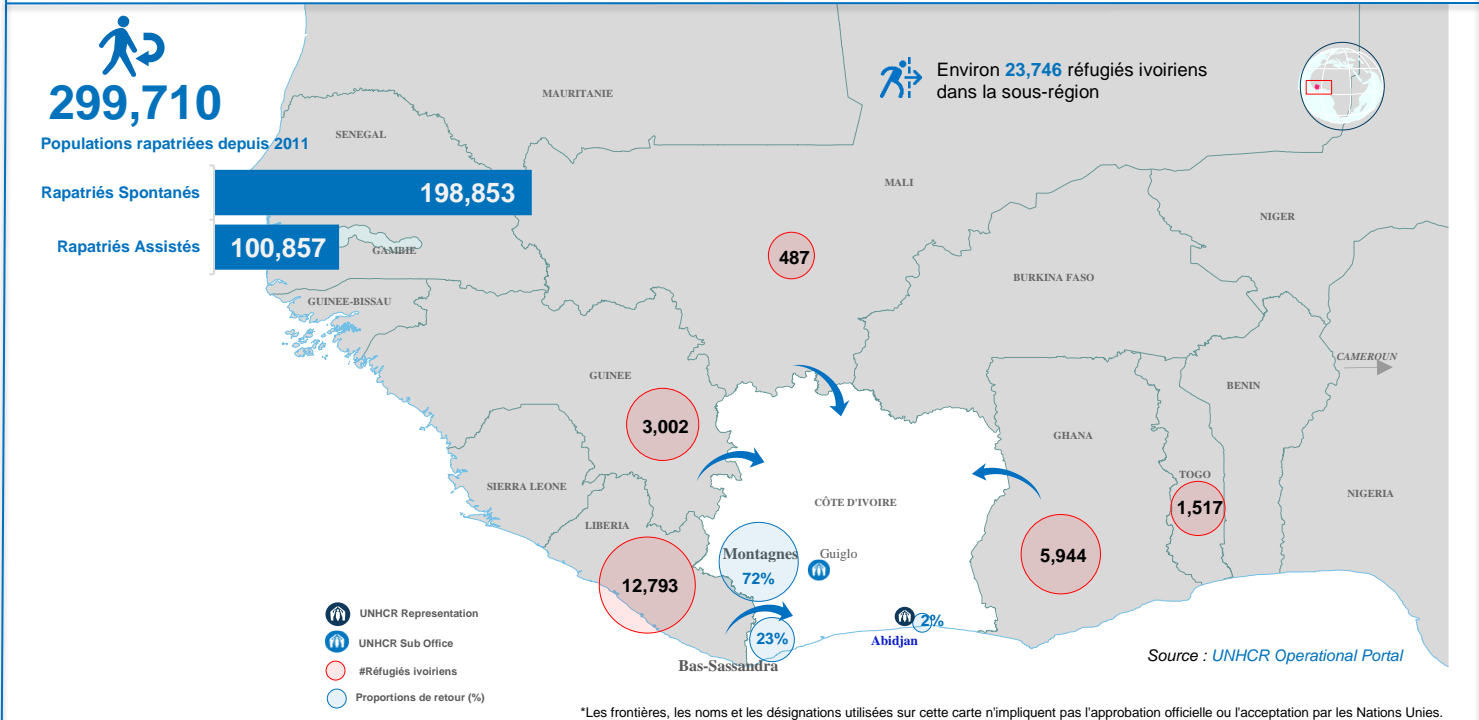 299,710
Populations rapatriées depuis 2011
Rapatriés Spontanés
198,853
Rapatriés Assistés
100,857
Environ 23,746 réfugiés ivoiriens
dans la sous-région
MAURITANIE
SENEGAL
MALI
NIGER
GAMBIE
487
BURKINA FASO
GUINEE-BISSAU
CAMEROUN
GUINEE
BENIN
3,002
GHANA
SIERRA LEONE
TOGO
CÔTE D'IVOIRE
NIGERIA
1,517
LIBERIA
Montagnes
72%
Guiglo
5,944
12,793
UNHCR Representation
UNHCR Sub Office
#Réfugiés ivoiriens
Proportions de retour (%)
23%
Bas-Sassandra
2%
Abidjan
Source : UNHCR Operational Portal
*Les frontières, les noms et les désignations utilisées sur cette carte n'impliquent pas l'approbation officielle ou l'acceptation par les Nations Unies.